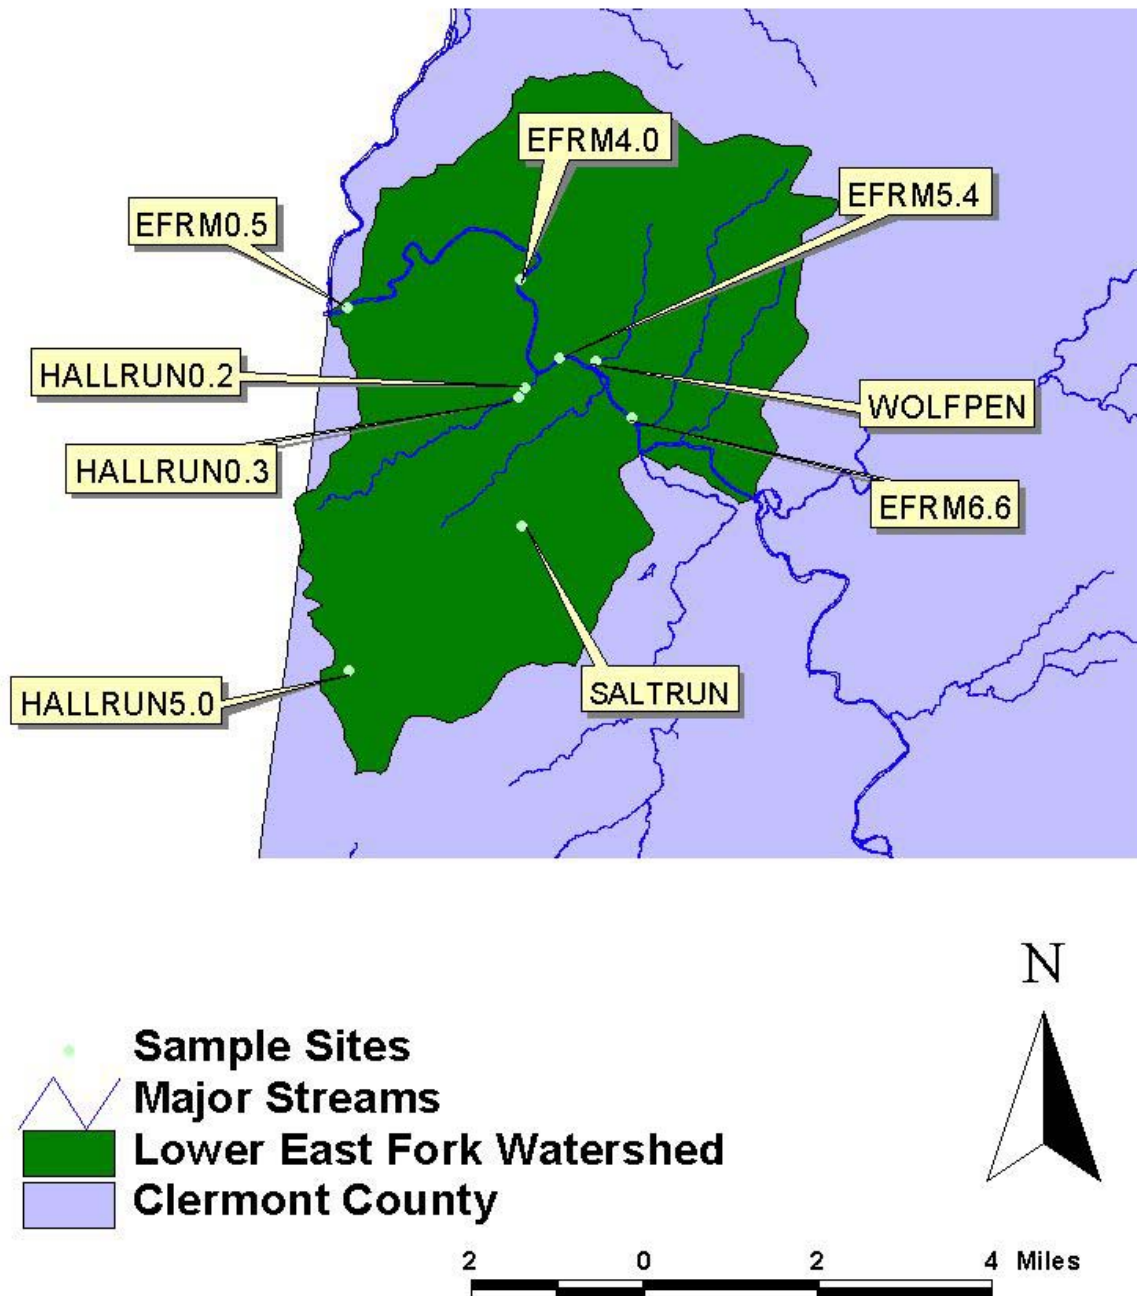 EFRM4.0
EFRM5.4
EFRM0.5
HALLRUN0.2
WOLFPEN
HALLRUN0.3
EFRM6.6
SALTRUN
HALLRUN5.0
N
Sample Sites
Major Streams
Lower East Fork Watershed
Clermont County
2 0 2 4 Miles